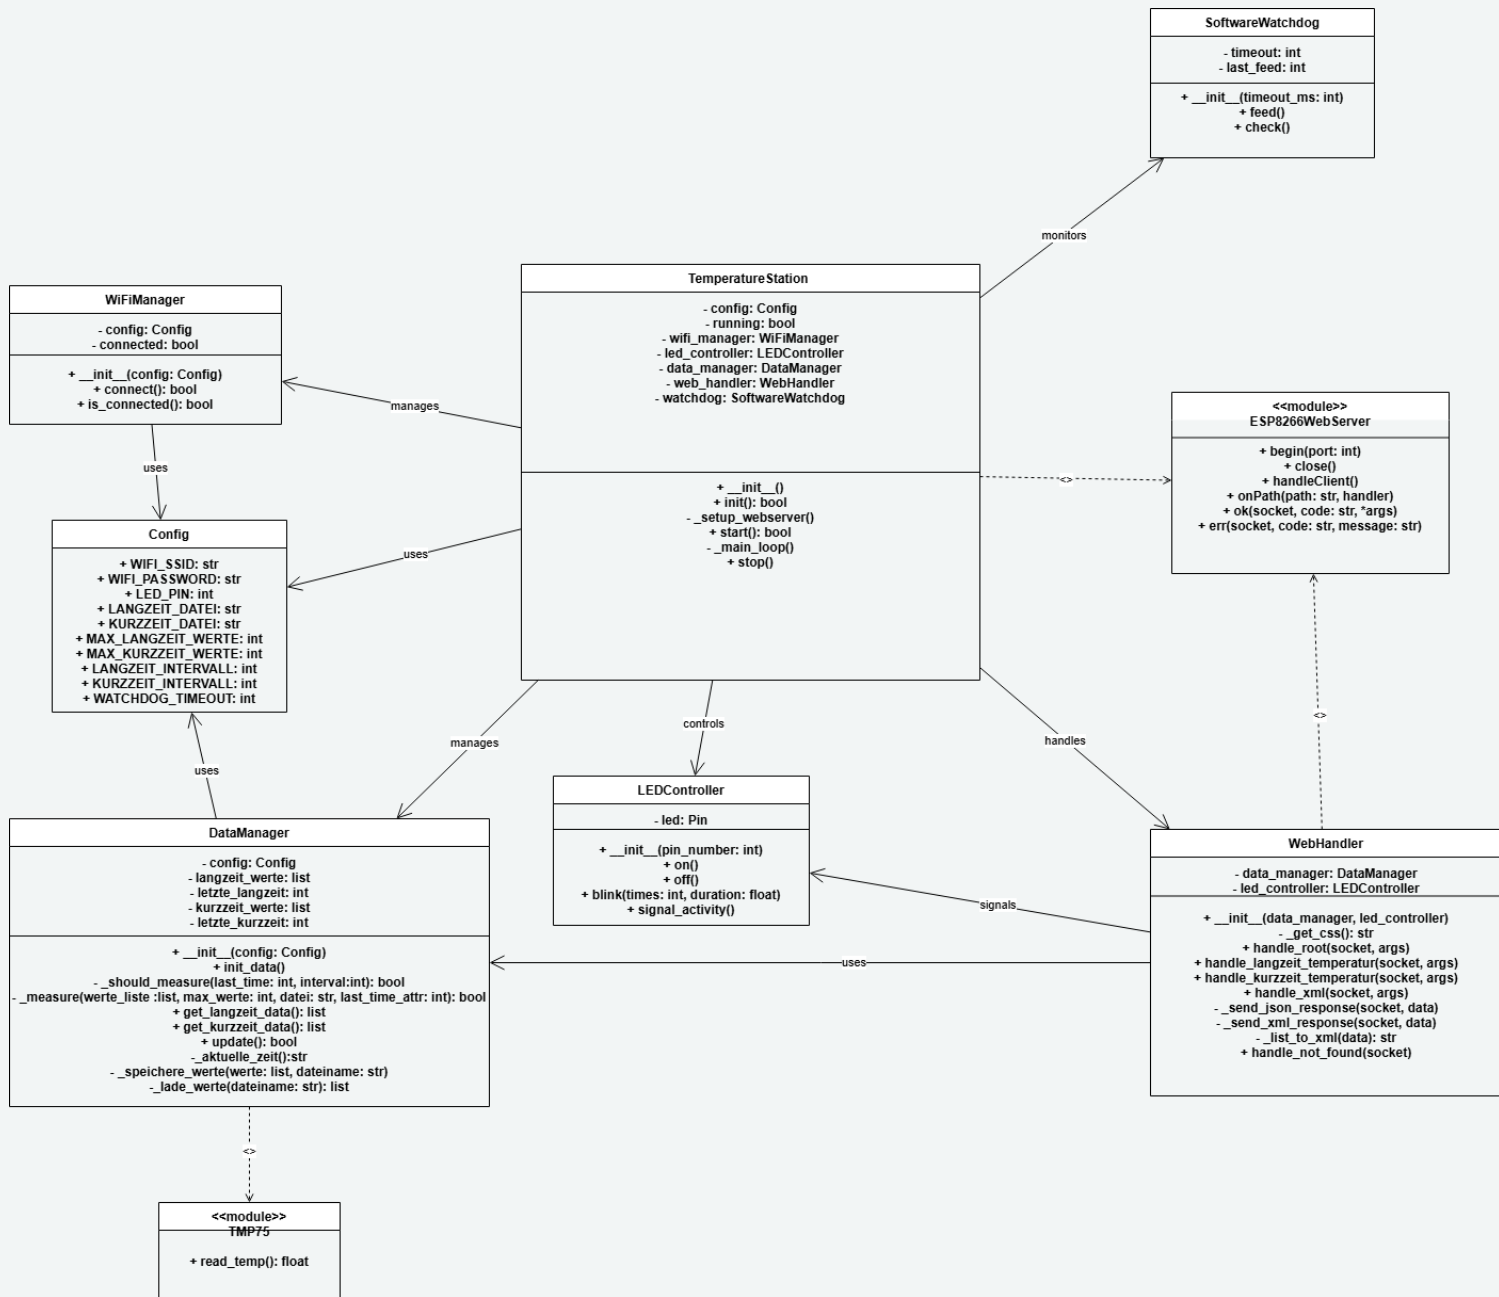 SoftwareWatchdog
- timeout: int
- last_feed: int
+ __init__(timeout_ms: int)
+ feed()
+ check()
monitors
TemperatureStation
- config: Config
- running: bool
- wifi_manager: WiFiManager
- led_controller: LEDController
- data_manager: DataManager
- web_handler: WebHandler
- watchdog: SoftwareWatchdog
+ __init__()
+ init(): bool
- _setup_webserver()
+ start(): bool
- _main_loop()
+ stop()
WiFiManager
- config: Config
- connected: bool
+ __init__(config: Config)
+ connect(): bool
+ is_connected(): bool
manages
uses
<<module>>
ESP8266WebServer
+ begin(port: int)
+ close()
+ handleClient()
+ onPath(path: str, handler)
+ ok(socket, code: str, *args)
+ err(socket, code: str, message: str)
<>
Config
+ WIFI_SSID: str
+ WIFI_PASSWORD: str
+ LED_PIN: int
+ LANGZEIT_DATEI: str
+ KURZZEIT_DATEI: str
+ MAX_LANGZEIT_WERTE: int
+ MAX_KURZZEIT_WERTE: int
+ LANGZEIT_INTERVALL: int
+ KURZZEIT_INTERVALL: int
+ WATCHDOG_TIMEOUT: int
uses
uses
manages
controls
handles
<>
DataManager
- config: Config
- langzeit_werte: list
- letzte_langzeit: int
- kurzzeit_werte: list
- letzte_kurzzeit: int
+ __init__(config: Config)
+ init_data()
- _should_measure(last_time: int, interval:int): bool
- _measure(werte_liste :list, max_werte: int, datei: str, last_time_attr: int): bool
+ get_langzeit_data(): list
+ get_kurzzeit_data(): list
+ update(): bool
-_aktuelle_zeit():str
- _speichere_werte(werte: list, dateiname: str)
-_lade_werte(dateiname: str): list
LEDController
- led: Pin
+ __init__(pin_number: int)
+ on()
+ off()
+ blink(times: int, duration: float)
+ signal_activity()
signals
uses
WebHandler
- data_manager: DataManager
- led_controller: LEDController
+ __init__(data_manager, led_controller)
- _get_css(): str
+ handle_root(socket, args)
+ handle_langzeit_temperatur(socket, args)
+ handle_kurzzeit_temperatur(socket, args)
+ handle_xml(socket, args)
- _send_json_response(socket, data)
- _send_xml_response(socket, data)
- _list_to_xml(data): str
+ handle_not_found(socket)
<>
<<module>>
TMP75
+ read_temp(): float